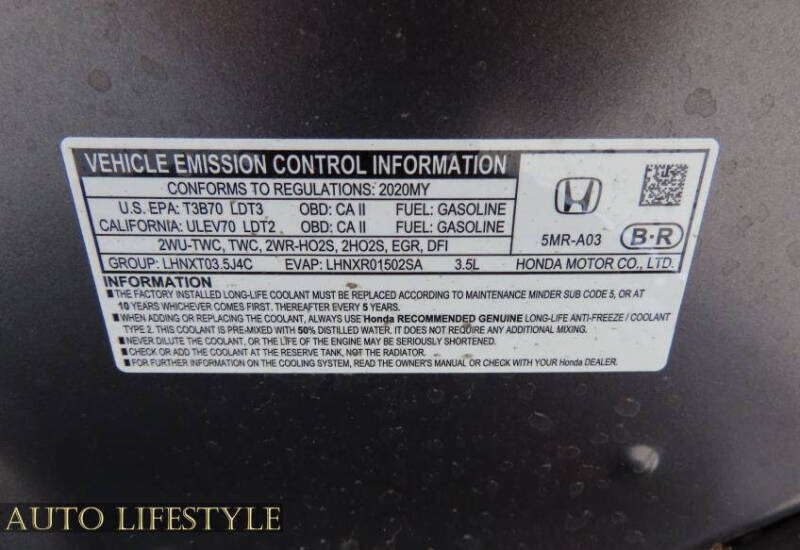 VEHICLE EMISSION CONTROL INFORMATION
CONFORMS TO REGULATIONS: 2020MY
U.S. EPA: T3B70 LDT3 OBD: CA II FUEL: GASOLINE
CALIFORNIA: ULEV70 LDT2 OBD: CA II FUEL: GASOLINE
2WU-TWC, TWC, 2WR-HO2S, 2HO2S, EGR, DFI
5MR-A03 B·R
GROUP: LHNXT03.5J4C EVAP: LHNXR01502SA 3.5L HONDA MOTOR CO., LTD.
INFORMATION
■ THE FACTORY INSTALLED LONG-LIFE COOLANT MUST BE REPLACED ACCORDING TO MAINTENANCE MINDER SUB CODE 5, OR AT
10 YEARS WHICHEVER COMES FIRST. THEREAFTER EVERY 5 YEARS.
■ WHEN ADDING OR REPLACING COOLANT, ALWAYS USE Honda RECOMMENDED GENUINE LONG-LIFE ANTI-FREEZE / COOLANT
TYPE 2. THIS COOLANT IS PRE-MIXED WITH 50% DISTILLED WATER. IT DOES NOT REQUIRE ANY ADDITIONAL MIXING.
■ NEVER DILUTE THE COOLANT, OR LIFE OF THE ENGINE MAY BE SERIOUSLY SHORTENED.
■ CHECK OR ADD COOLANT AT THE RESERVE TANK, NOT THE RADIATOR.
■ FOR FURTHER INFORMATION ON THE COOLING SYSTEM, READ THE OWNER'S MANUAL OR CHECK WITH YOUR Honda DEALER.
AUTO LIFESTYLE